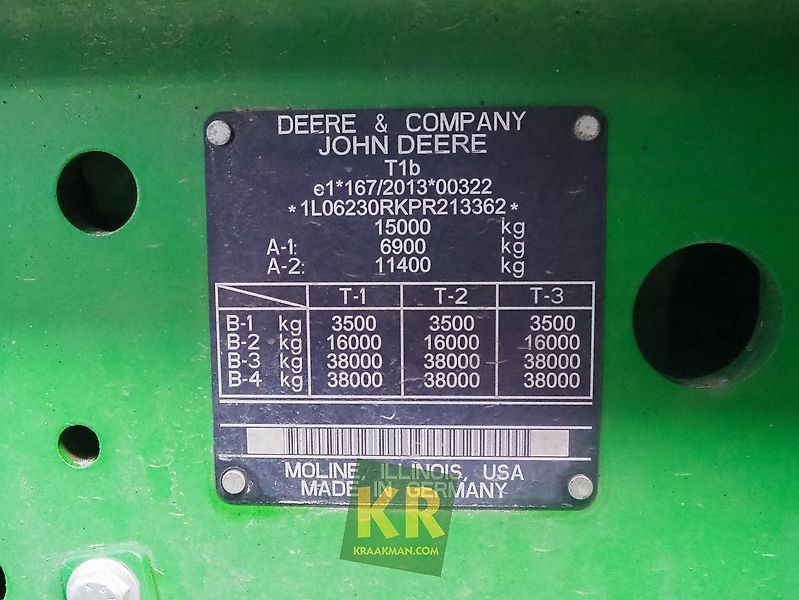 DEERE & COMPANY
JOHN DEERE
T1b
e1*167/2013*00322
*1L06230RKPR213362*
15000 kg
A-1: 6900 kg
A-2: 11400 kg
T-1 T-2 T-3
B-1 kg 3500 3500 3500
B-2 kg 16000 16000 16000
B-3 kg 38000 38000 38000
B-4 kg 38000 38000 38000
MOLINE, ILLINOIS, USA
MADE IN GERMANY
KR
KRAAKMAN.COM